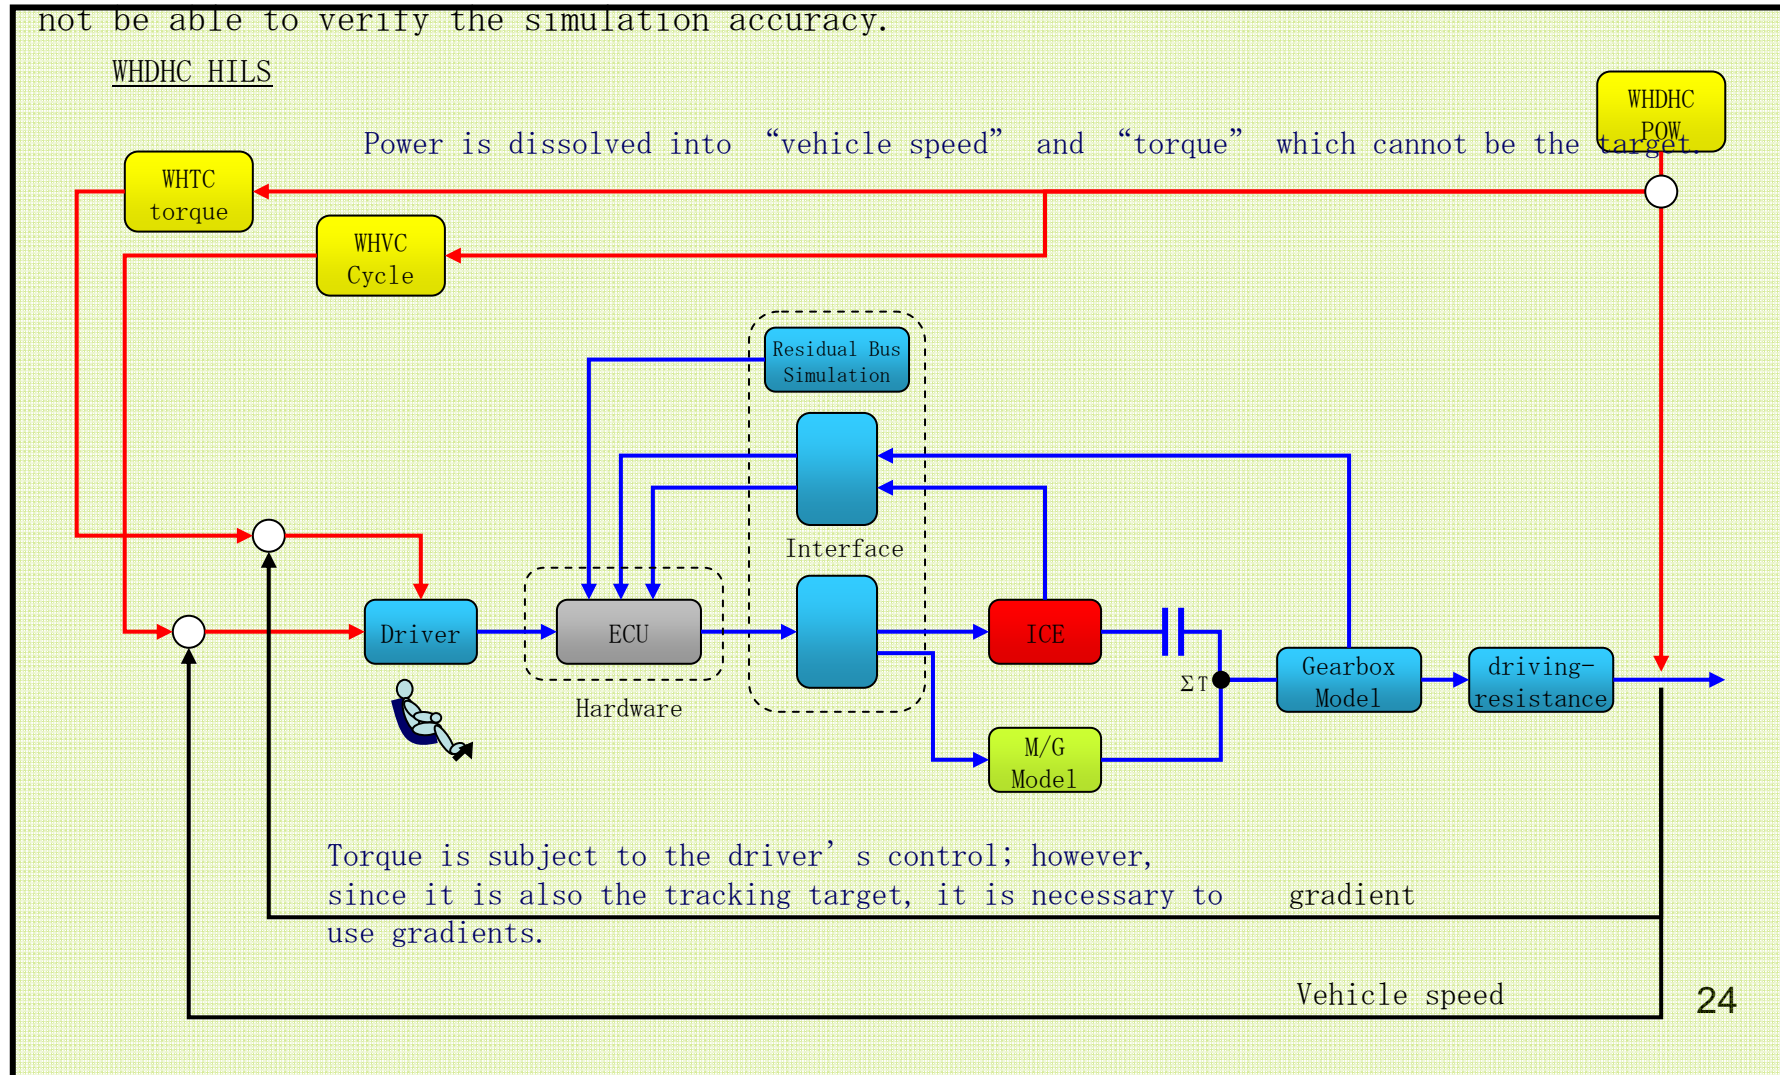 not be able to verify the simulation accuracy.
WHDHC HILS
WHDHC
POW
Power is dissolved into “vehicle speed” and “torque” which cannot be the target.
WHTC
torque
WHVC
Cycle
Residual Bus
Simulation
Interface
Driver
ECU
ICE
Hardware
ΣT
Gearbox
Model
driving-
resistance
M/G
Model
Torque is subject to the driver’s control; however,
since it is also the tracking target, it is necessary to
use gradients.
gradient
Vehicle speed
24